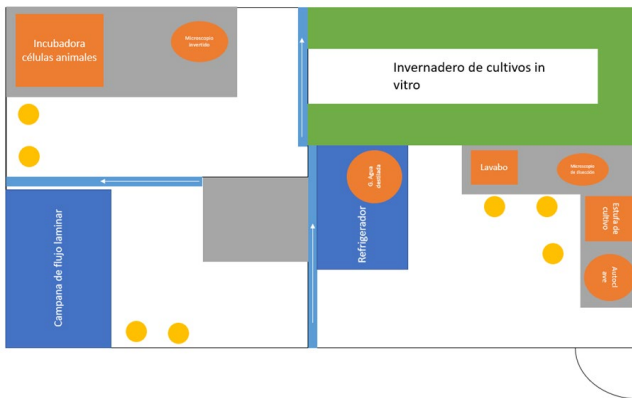 Incubadora
células animales
Microscopio
invertido
Invernadero de cultivos in
vitro
G. Agua
destilada
Refrigerador
Lavabo
Microscopio
de disección
Estufa de
cultivo
Autocl
ave
Campana de flujo laminar